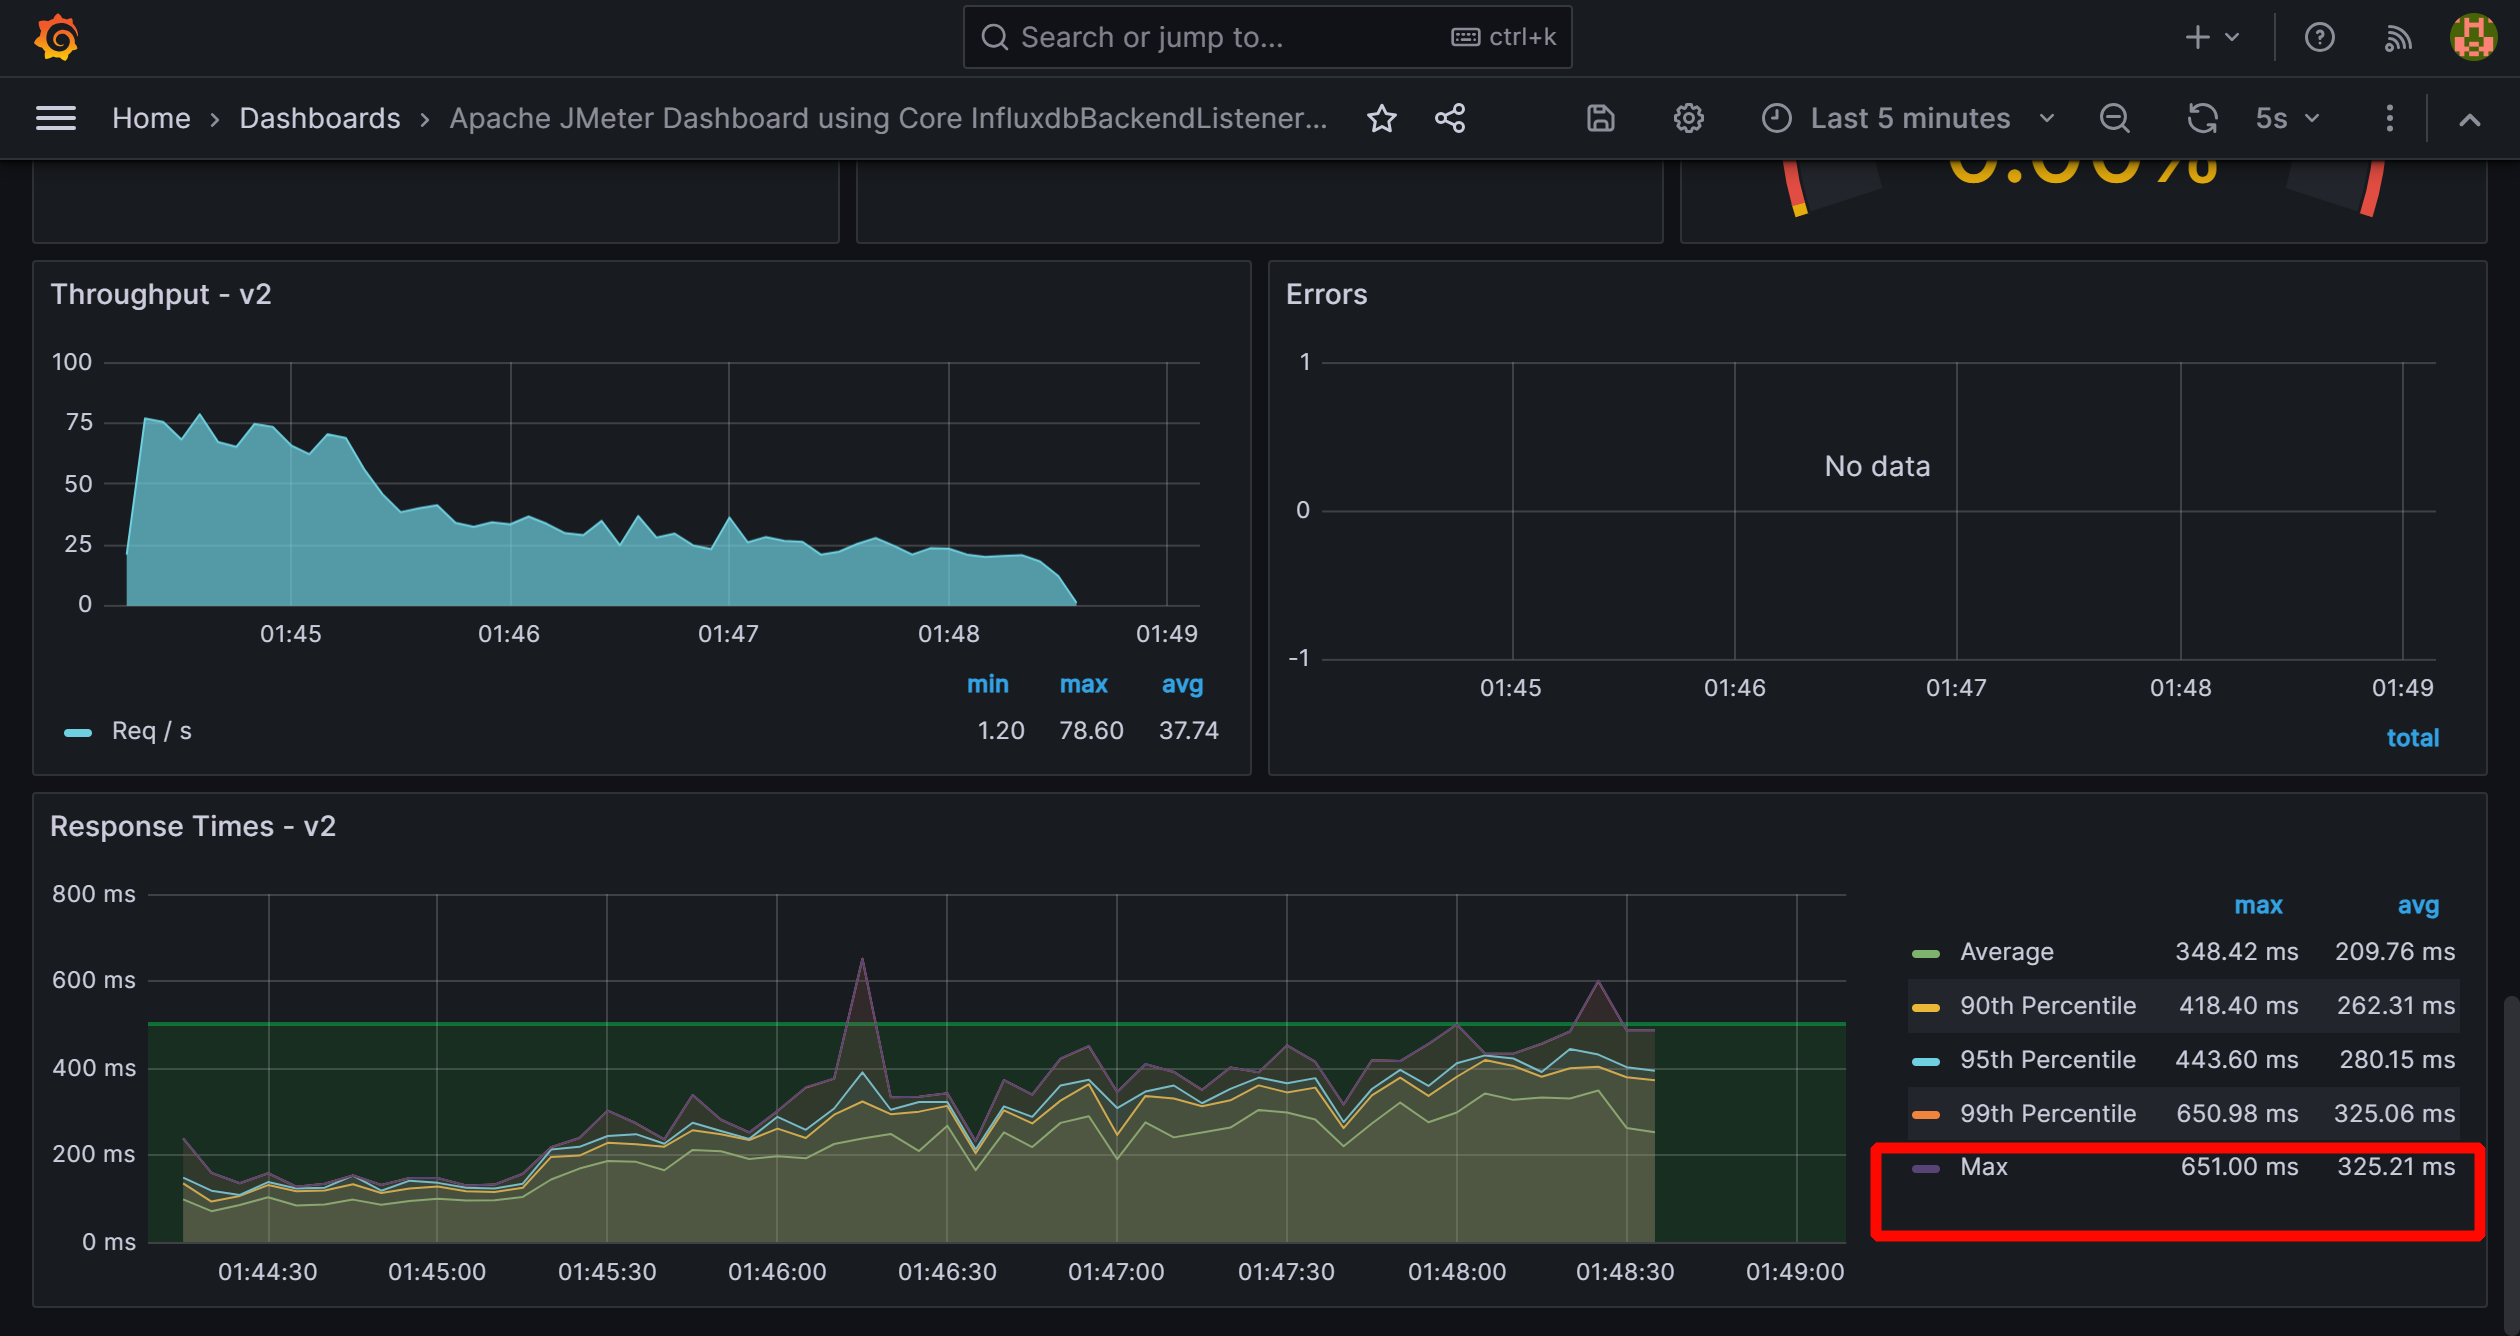 Search or jump to... ctrl+k
Home › Dashboards › Apache JMeter Dashboard using Core InfluxdbBackendListener... Last 5 minutes 5s
0.00%
Throughput - v2
100
75
50
25
0
01:45 01:46 01:47 01:48 01:49
min max avg
Req / s 1.20 78.60 37.74
Errors
1
No data
0
-1
01:45 01:46 01:47 01:48 01:49
total
Response Times - v2
800 ms
600 ms
400 ms
200 ms
0 ms
01:44:30 01:45:00 01:45:30 01:46:00 01:46:30 01:47:00 01:47:30 01:48:00 01:48:30 01:49:00
max avg
Average 348.42 ms 209.76 ms
90th Percentile 418.40 ms 262.31 ms
95th Percentile 443.60 ms 280.15 ms
99th Percentile 650.98 ms 325.06 ms
Max 651.00 ms 325.21 ms